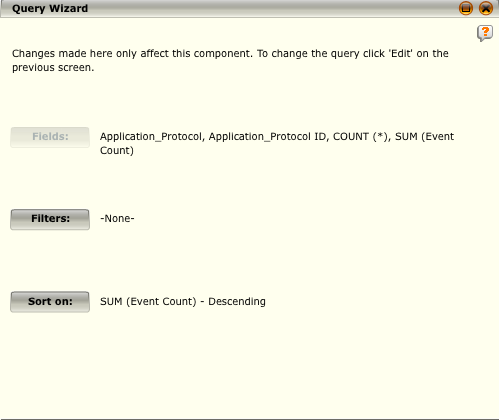 Query Wizard
?
Changes made here only affect this component. To change the query click 'Edit' on the
previous screen.
Fields: Application_Protocol, Application_Protocol ID, COUNT (*), SUM (Event
Count)
Filters: -None-
Sort on: SUM (Event Count) - Descending